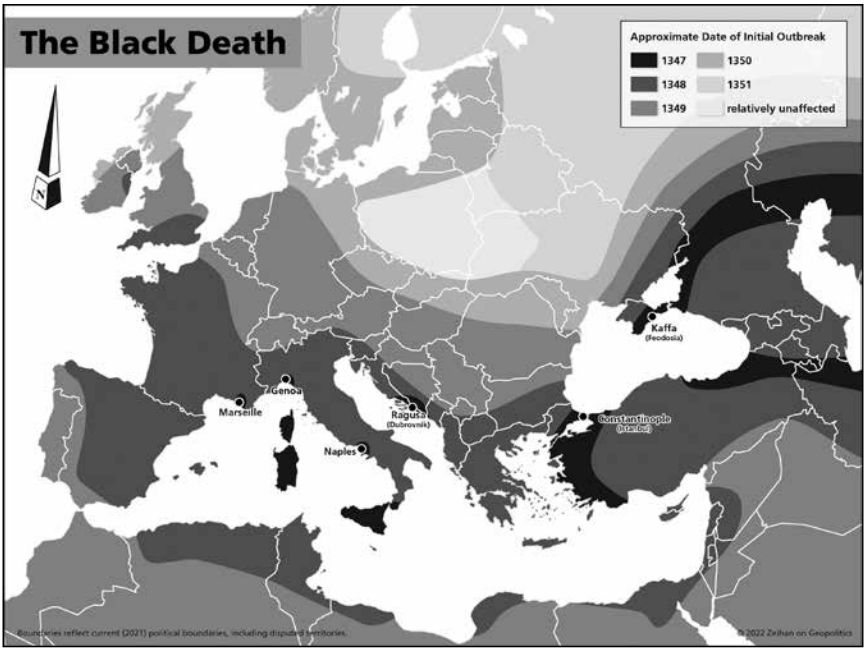 The Black Death
Approximate Date of Initial Outbreak
1347 1350
1348 1351
1349 relatively unaffected
N
Kaffa
(Feodosia)
Genoa
Marseille
Ragusa
(Dubrovnik)
Constantinople
(Istanbul)
Naples
Boundaries reflect current (2021) political boundaries, including disputed territories.
© 2022 Zeihan on Geopolitics